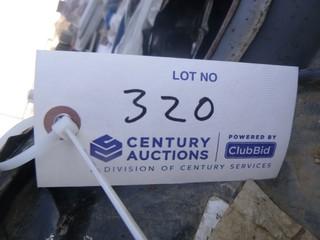 LOT NO
320
CENTURY AUCTIONS
POWERED BY
ClubBid
A DIVISION OF CENTURY SERVICES